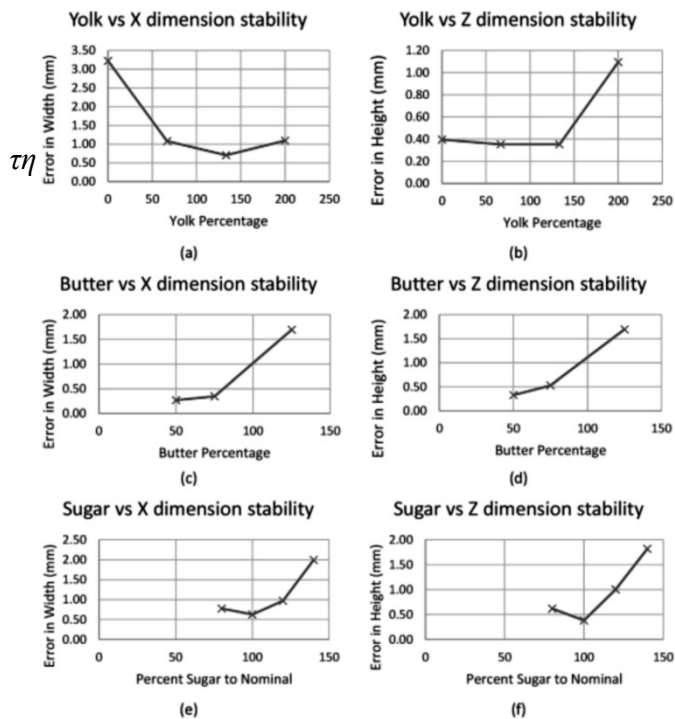 Yolk vs X dimension stability
3.50
3.00
2.50
2.00
1.50
1.00
0.50
0.00
Error in Width (mm)
0 50 100 150 200 250
Yolk Percentage
(a)
τη
Yolk vs Z dimension stability
1.20
1.00
0.80
0.60
0.40
0.20
0.00
Error in Height (mm)
0 50 100 150 200 250
Yolk Percentage
(b)
Butter vs X dimension stability
2.00
1.50
1.00
0.50
0.00
Error in Width (mm)
0 50 100 150
Butter Percentage
(c)
Butter vs Z dimension stability
2.00
1.50
1.00
0.50
0.00
Error in Height (mm)
0 50 100 150
Butter Percentage
(d)
Sugar vs X dimension stability
2.50
2.00
1.50
1.00
0.50
0.00
Error in Width (mm)
0 50 100 150
Percent Sugar to Nominal
(e)
Sugar vs Z dimension stability
2.00
1.50
1.00
0.50
0.00
Error in Height (mm)
0 50 100 150
Percent Sugar to Nominal
(f)